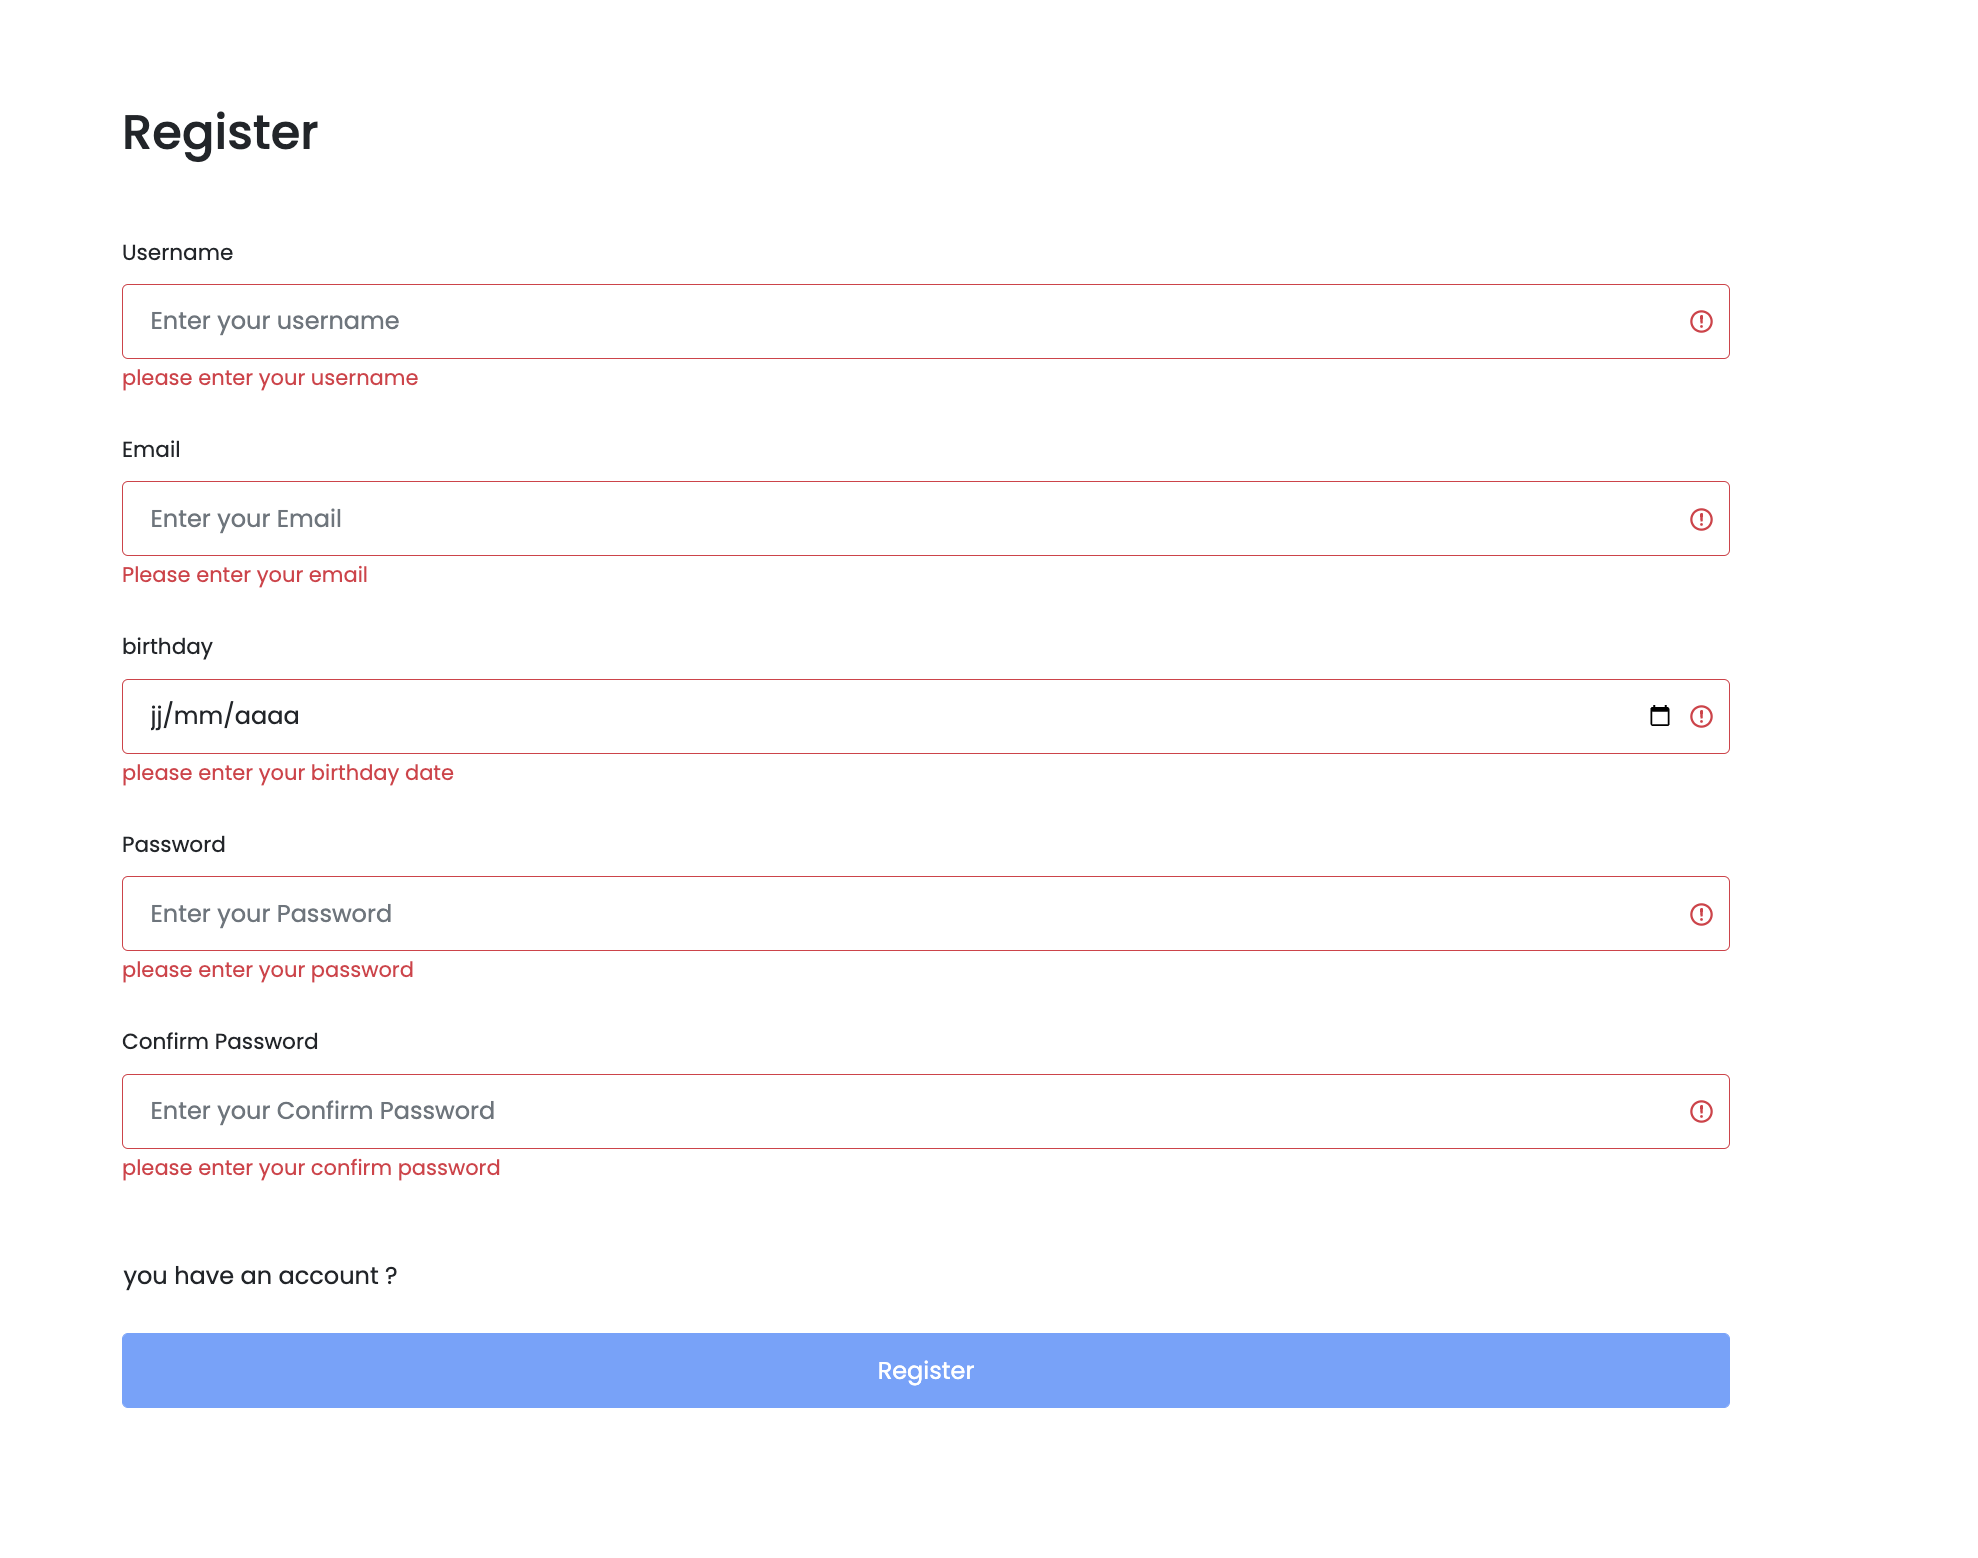 Register
Username
Enter your username
please enter your username
Email
Enter your Email
Please enter your email
birthday
jj/mm/aaaa
please enter your birthday date
Password
Enter your Password
please enter your password
Confirm Password
Enter your Confirm Password
please enter your confirm password
you have an account ?
Register